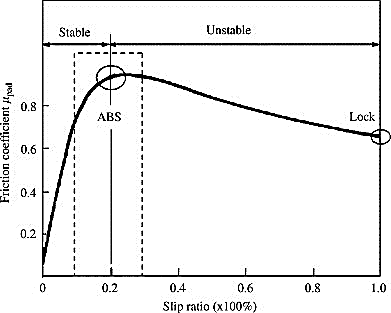 Stable
Unstable
Friction coefficient μpad
0.8
0.6
0.4
0.2
ABS
Lock
0
0.2
0.4
0.6
0.8
1.0
Slip ratio (x100%)